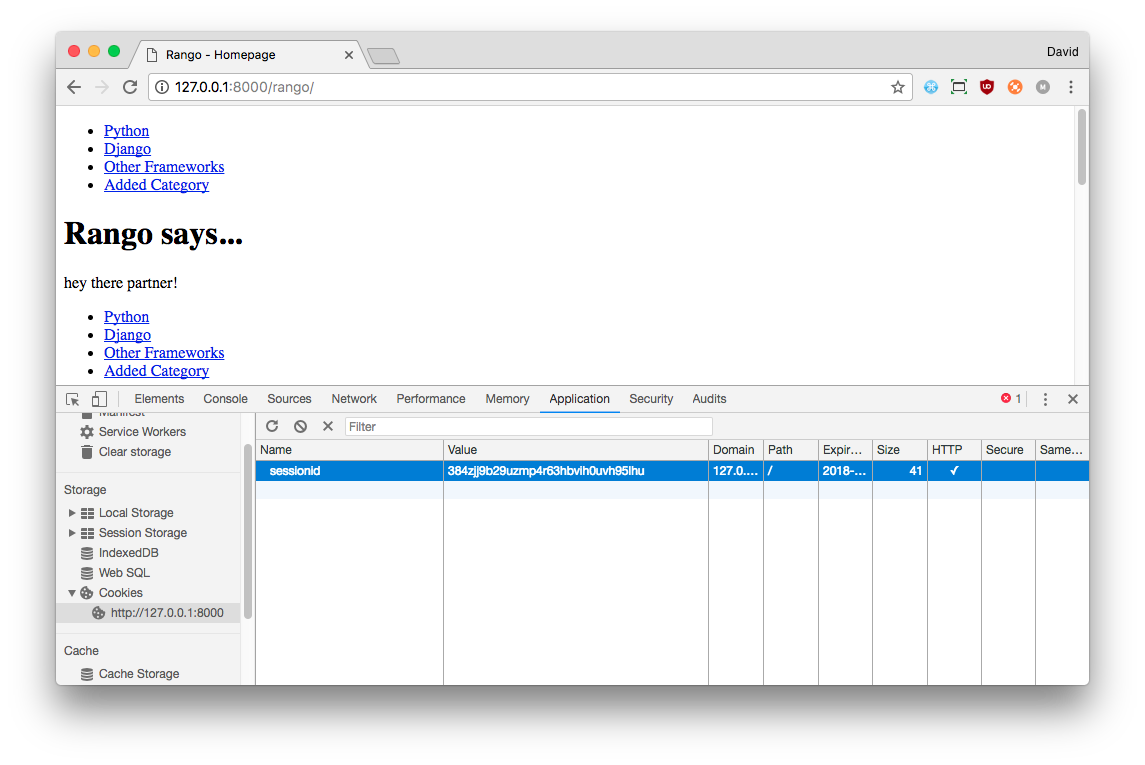 Rango - Homepage
David
127.0.0.1:8000/rango/
Python
Django
Other Frameworks
Added Category
Rango says...
hey there partner!
Python
Django
Other Frameworks
Added Category
Elements Console Sources Network Performance Memory Application Security Audits 1
Manifest
Service Workers
Clear storage
Storage
Local Storage
Session Storage
IndexedDB
Web SQL
Cookies
http://127.0.0.1:8000
Cache
Cache Storage
Filter
Name Value Domain Path Expir... Size HTTP Secure Same...
sessionid 384zjj9b29uzmp4r63hbvih0uvh95lhu 127.0.... / 2018-... 41 ✓